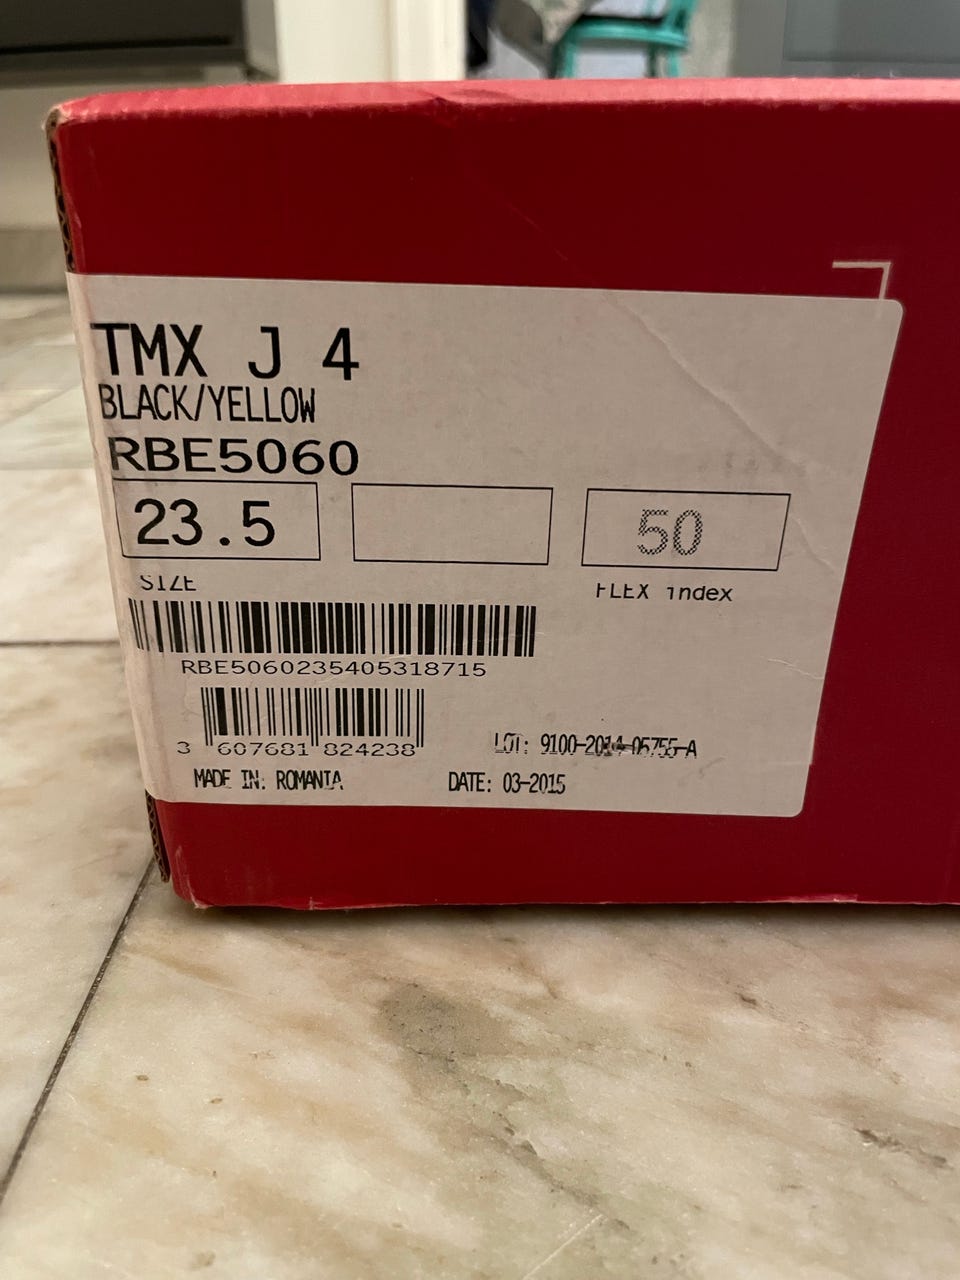 TMX J 4
BLACK/YELLOW
RBE5060
23.5 50
SIZE FLEX index
RBE5060235405318715
3 607681 824238
LOT: 9100-2014-05755-A
MADE IN: ROMANIA DATE: 03-2015